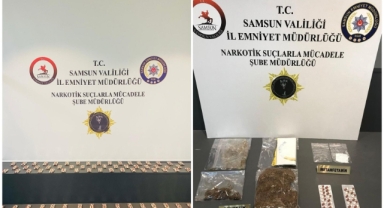 T.C.
SAMSUN VALİLİĞİ
İL EMNİYET MÜDÜRLÜĞÜ
NARKOTİK SUÇLARLA MÜCADELE
ŞUBE MÜDÜRLÜĞÜ
T.C.
SAMSUN VALİLİĞİ
İL EMNİYET MÜDÜRLÜĞÜ
NARKOTİK SUÇLARLA MÜCADELE
ŞUBE MÜDÜRLÜĞÜ